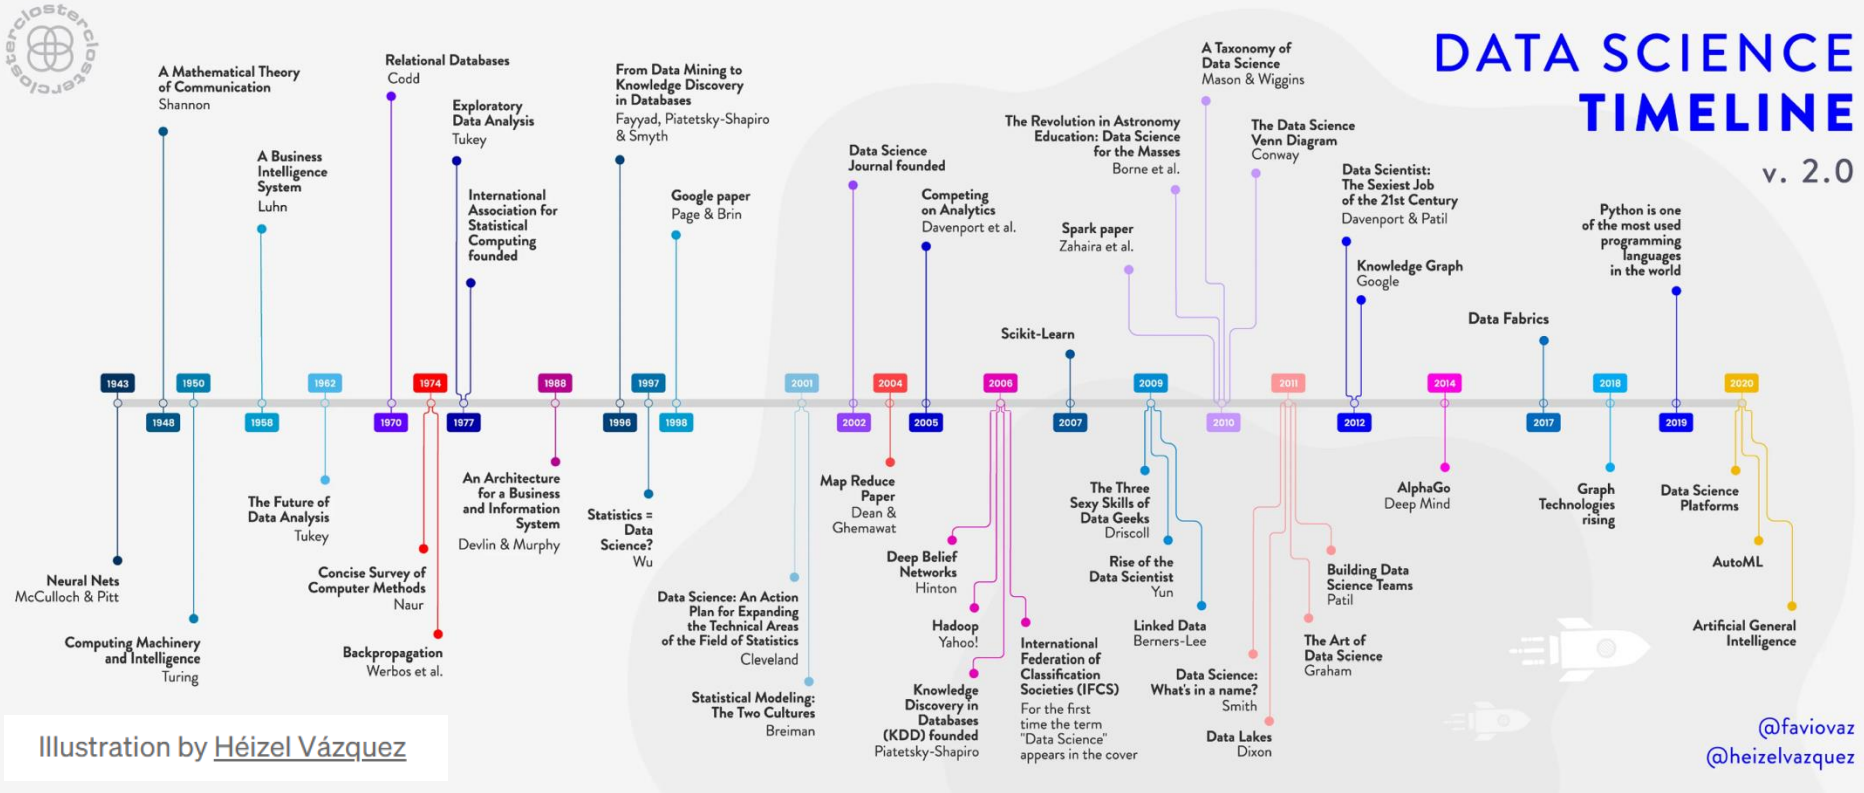 closterclosterclostercloster
DATA SCIENCE
TIMELINE
v. 2.0
A Mathematical Theory
of Communication
Shannon
A Business
Intelligence
System
Luhn
Relational Databases
Codd
Exploratory
Data Analysis
Tukey
International
Association for
Statistical
Computing
founded
From Data Mining to
Knowledge Discovery
in Databases
Fayyad, Piatetsky-Shapiro
& Smyth
Google paper
Page & Brin
Data Science
Journal founded
Competing
on Analytics
Davenport et al.
Scikit-Learn
Spark paper
Zahaira et al.
The Revolution in Astronomy
Education: Data Science
for the Masses
Borne et al.
A Taxonomy of
Data Science
Mason & Wiggins
The Data Science
Venn Diagram
Conway
Data Scientist:
The Sexiest Job
of the 21st Century
Davenport & Patil
Knowledge Graph
Google
Data Fabrics
Python is one
of the most used
programming
languages
in the world
1943
1948
1950
1958
1962
1970
1974
1977
1988
1996
1997
1998
2001
2002
2004
2005
2006
2007
2009
2010
2011
2012
2014
2017
2018
2019
2020
Neural Nets
McCulloch & Pitt
Computing Machinery
and Intelligence
Turing
The Future of
Data Analysis
Tukey
Concise Survey of
Computer Methods
Naur
Backpropagation
Werbos et al.
An Architecture
for a Business
and Information
System
Devlin & Murphy
Statistics =
Data
Science?
Wu
Data Science: An Action
Plan for Expanding
the Technical Areas
of the Field of Statistics
Cleveland
Statistical Modeling:
The Two Cultures
Breiman
Map Reduce
Paper
Dean &
Ghemawat
Deep Belief
Networks
Hinton
Hadoop
Yahoo!
Knowledge
Discovery in
Databases
(KDD) founded
Piatetsky-Shapiro
International
Federation of
Classification
Societies (IFCS)
For the first
time the term
"Data Science"
appears in the cover
The Three
Sexy Skills of
Data Geeks
Driscoll
Rise of the
Data Scientist
Yun
Linked Data
Berners-Lee
Data Science:
What's in a name?
Smith
Data Lakes
Dixon
The Art of
Data Science
Graham
Building Data
Science Teams
Patil
AlphaGo
Deep Mind
Graph
Technologies
rising
Data Science
Platforms
AutoML
Artificial General
Intelligence
Illustration by Héizel Vázquez
@faviovaz
@heizelvazquez